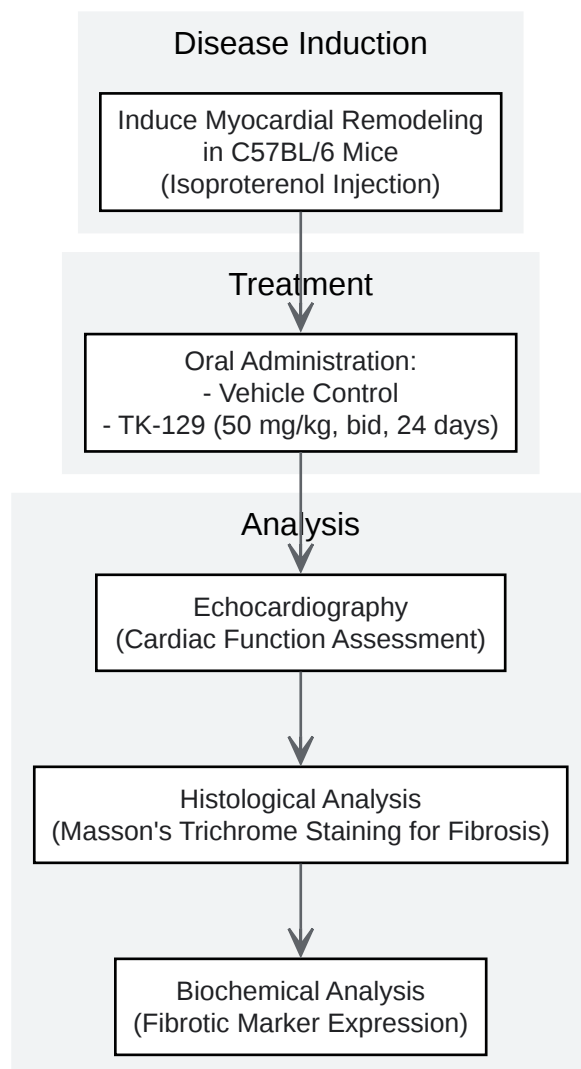 Disease Induction
Induce Myocardial Remodeling
in C57BL/6 Mice
(Isoproterenol Injection)
Treatment
Oral Administration:
- Vehicle Control
- TK-129 (50 mg/kg, bid, 24 days)
Analysis
Echocardiography
(Cardiac Function Assessment)
Histological Analysis
(Masson's Trichrome Staining for Fibrosis)
Biochemical Analysis
(Fibrotic Marker Expression)